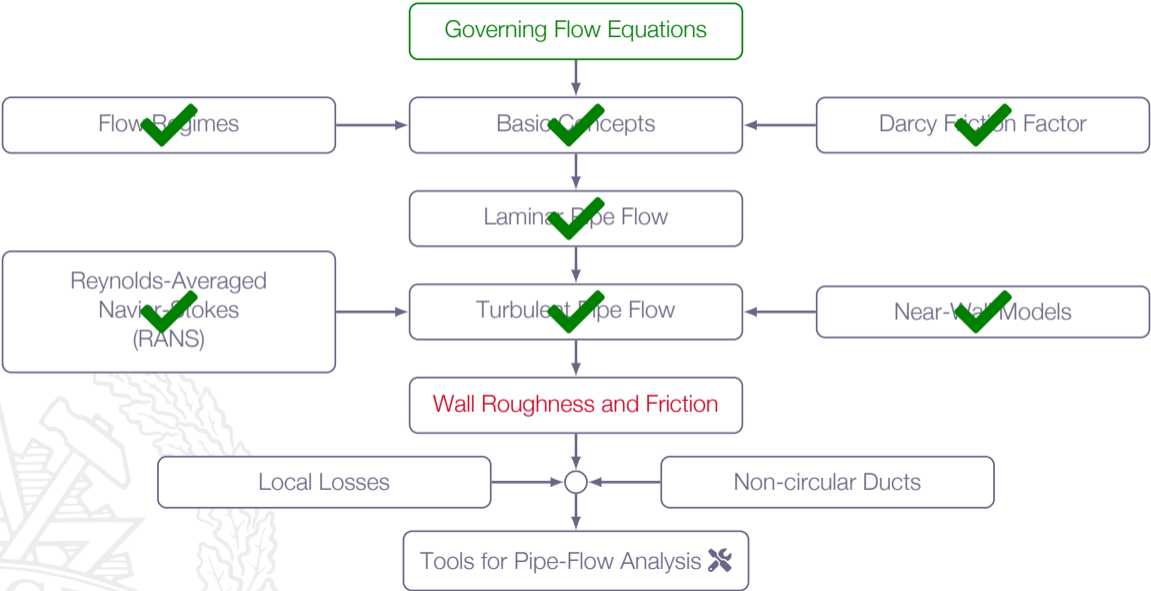 Governing Flow Equations
Flow Regimes
Basic Concepts
Darcy Friction Factor
Laminar Pipe Flow
Reynolds-Averaged
Navier-Stokes
(RANS)
Turbulent Pipe Flow
Near-Wall Models
Wall Roughness and Friction
Local Losses
Non-circular Ducts
Tools for Pipe-Flow Analysis